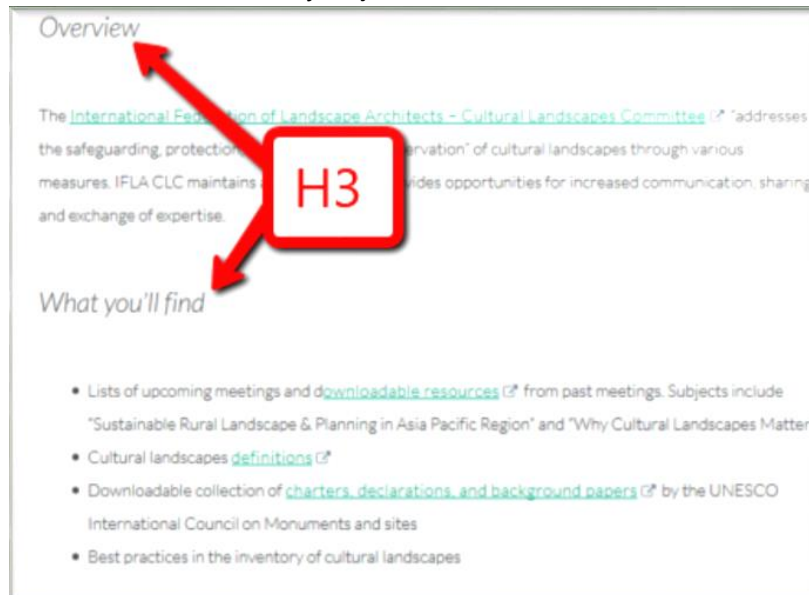 Overview
The International Fed of Landscape Architects – Cultural Landscapes Committee "addresses
the safeguarding, protection, ervation" of cultural landscapes through various
measures. IFLA CLC maintains vides opportunities for increased communication, sharing
and exchange of expertise.
H3
What you'll find
• Lists of upcoming meetings and downloadable resources from past meetings. Subjects include
"Sustainable Rural Landscape & Planning in Asia Pacific Region" and "Why Cultural Landscapes Matter
• Cultural landscapes definitions
• Downloadable collection of charters, declarations, and background papers by the UNESCO
International Council on Monuments and sites
• Best practices in the inventory of cultural landscapes